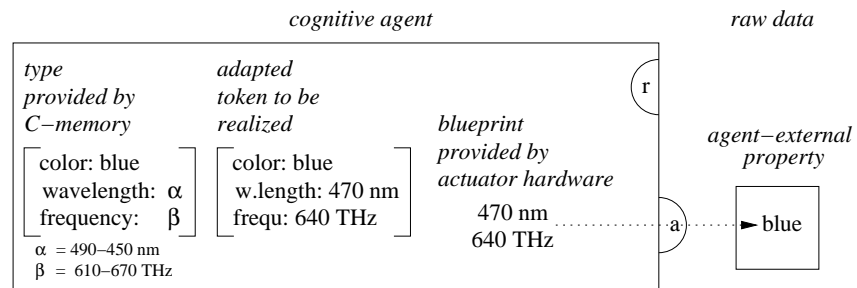 cognitive agent
raw data
type
provided by
C−memory
adapted
token to be
realized
color: blue
wavelength: α
frequency: β
color: blue
w.length: 470 nm
frequ: 640 THz
α = 490−450 nm
β = 610−670 THz
blueprint
provided by
actuator hardware
470 nm
640 THz
r
a
agent−external
property
blue